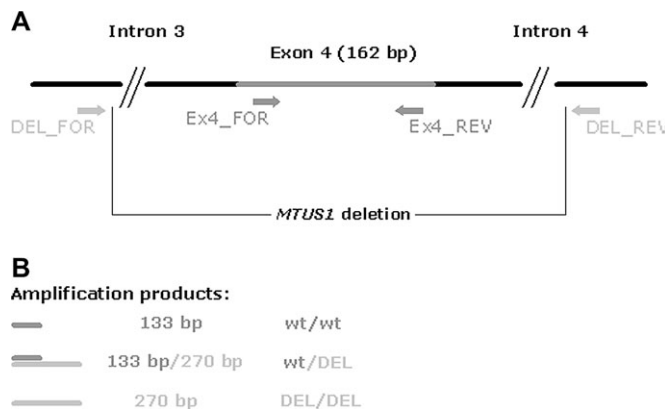 A
Intron 3
Intron 4
Exon 4 (162 bp)
DEL_FOR
Ex4_FOR
Ex4_REV
DEL_REV
MTUS1 deletion
B
Amplification products:
133 bp wt/wt
133 bp/270 bp wt/DEL
270 bp DEL/DEL